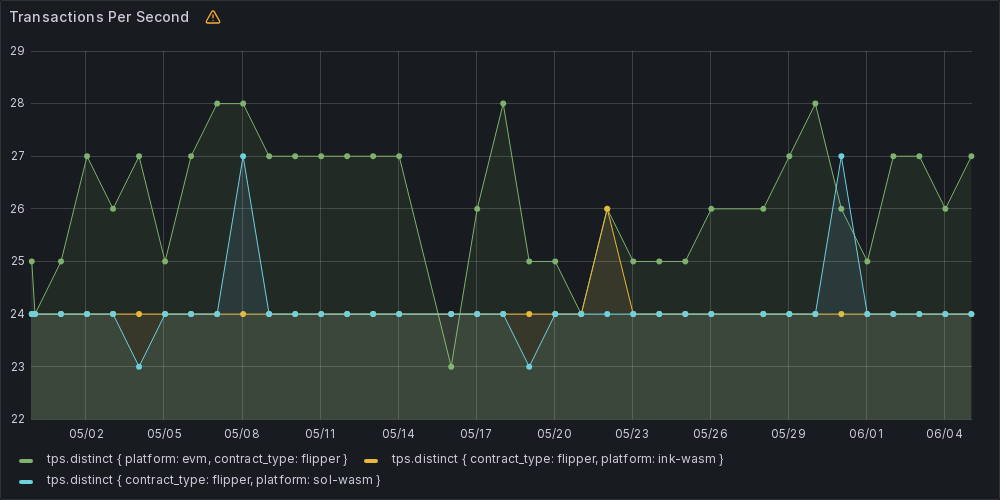 Transactions Per Second
29
28
27
26
25
24
23
22
05/02 05/05 05/08 05/11 05/14 05/17 05/20 05/23 05/26 05/29 06/01 06/04
tps.distinct { platform: evm, contract_type: flipper } tps.distinct { contract_type: flipper, platform: ink-wasm }
tps.distinct { contract_type: flipper, platform: sol-wasm }